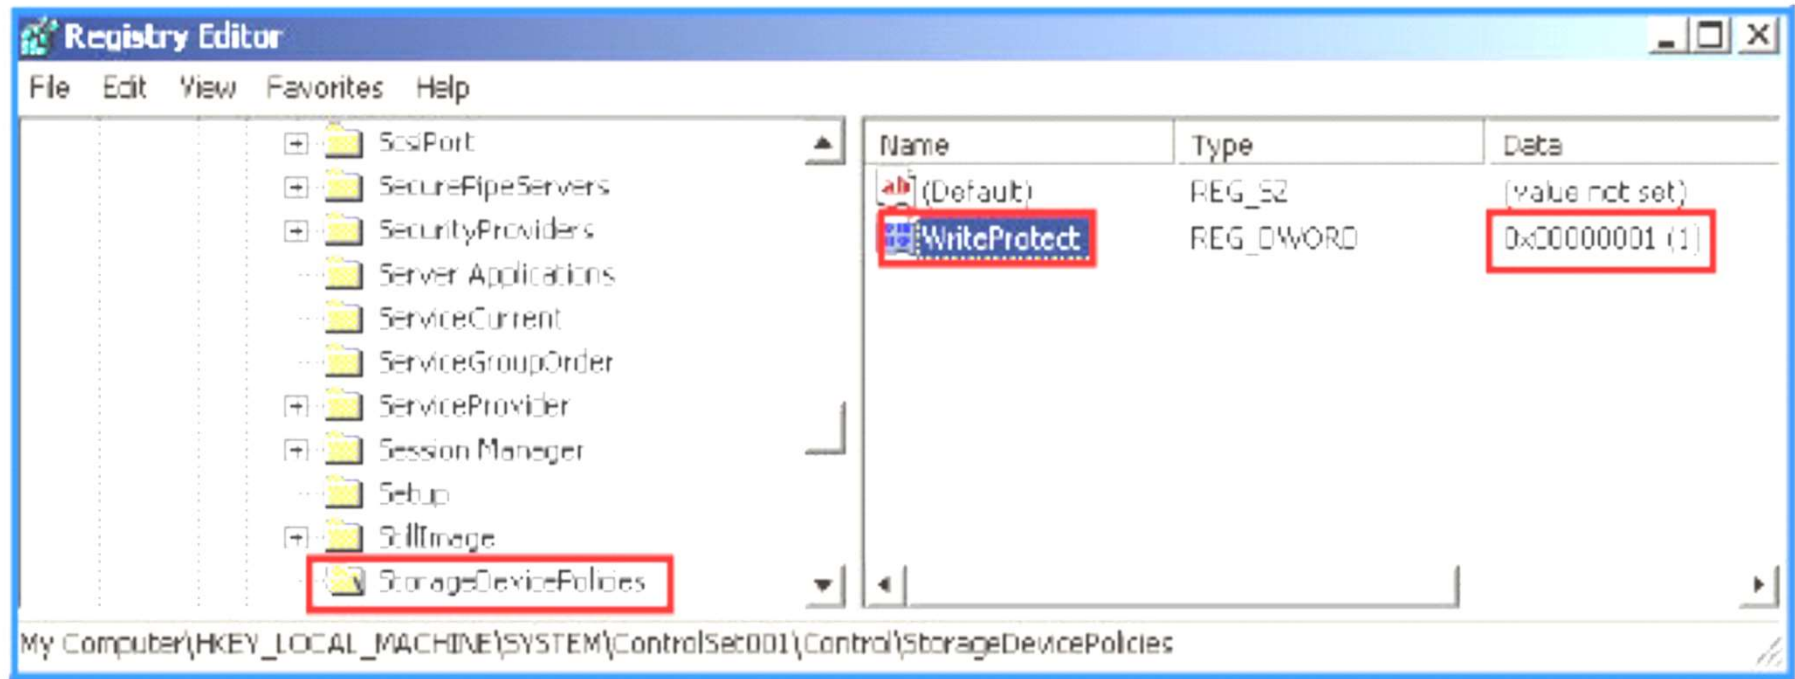 Registry Editor
File Edit View Favorites Help
ScsiPort
SecurePipeServers
SecurityProviders
Server Applications
ServiceCurrent
ServiceGroupOrder
ServiceProvider
Session Manager
Setup
StillImage
StorageDevicePolicies
Name Type Data
(Default) REG_SZ (value not set)
WriteProtect REG_DWORD 0x00000001 (1)
My Computer\HKEY_LOCAL_MACHINE\SYSTEM\ControlSet001\Control\StorageDevicePolicies